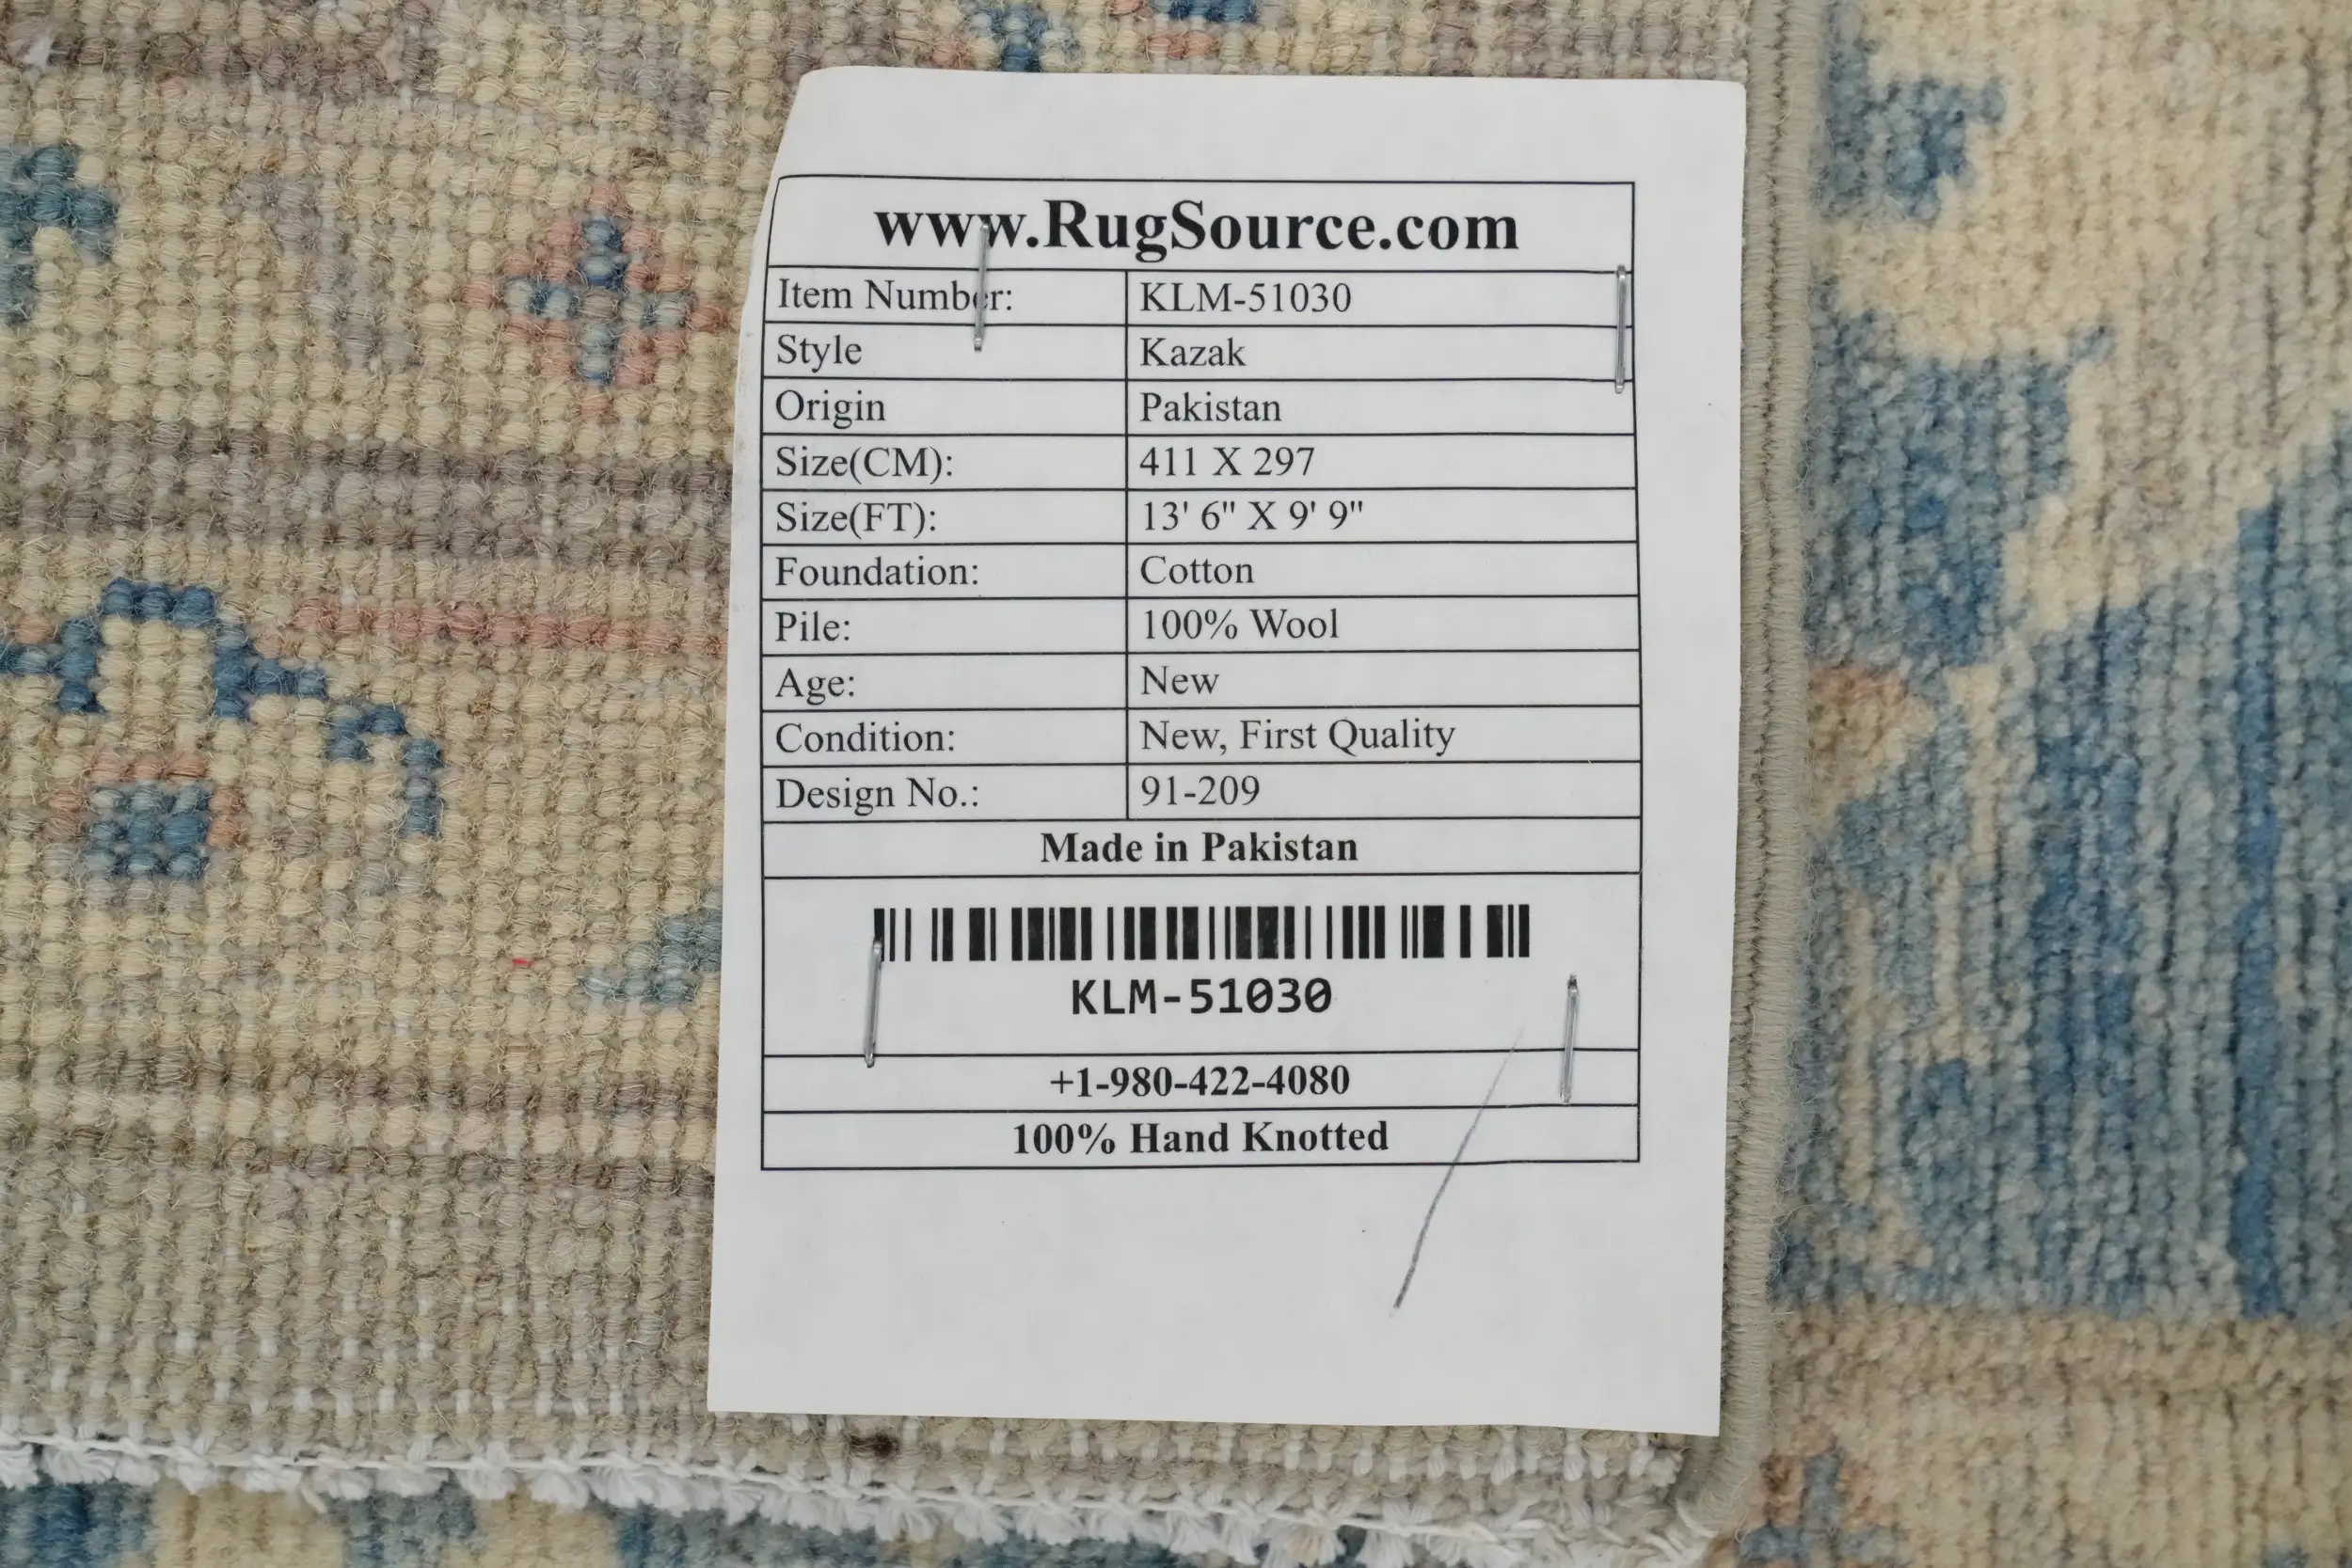 www.RugSource.com
Item Number: KLM-51030
Style Kazak
Origin Pakistan
Size(CM): 411 X 297
Size(FT): 13' 6" X 9' 9"
Foundation: Cotton
Pile: 100% Wool
Age: New
Condition: New, First Quality
Design No.: 91-209
Made in Pakistan
KLM-51030
+1-980-422-4080
100% Hand Knotted